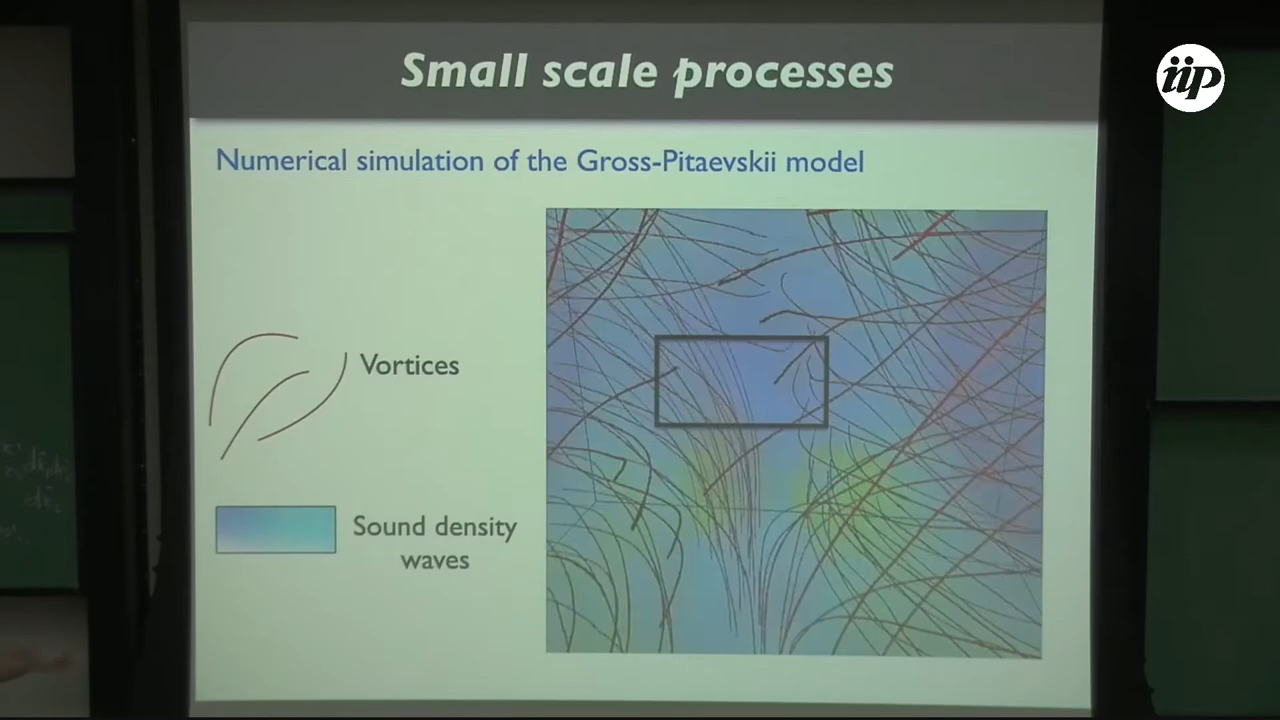 Small scale processes
iip
Numerical simulation of the Gross-Pitaevskii model
Vortices
Sound density
waves